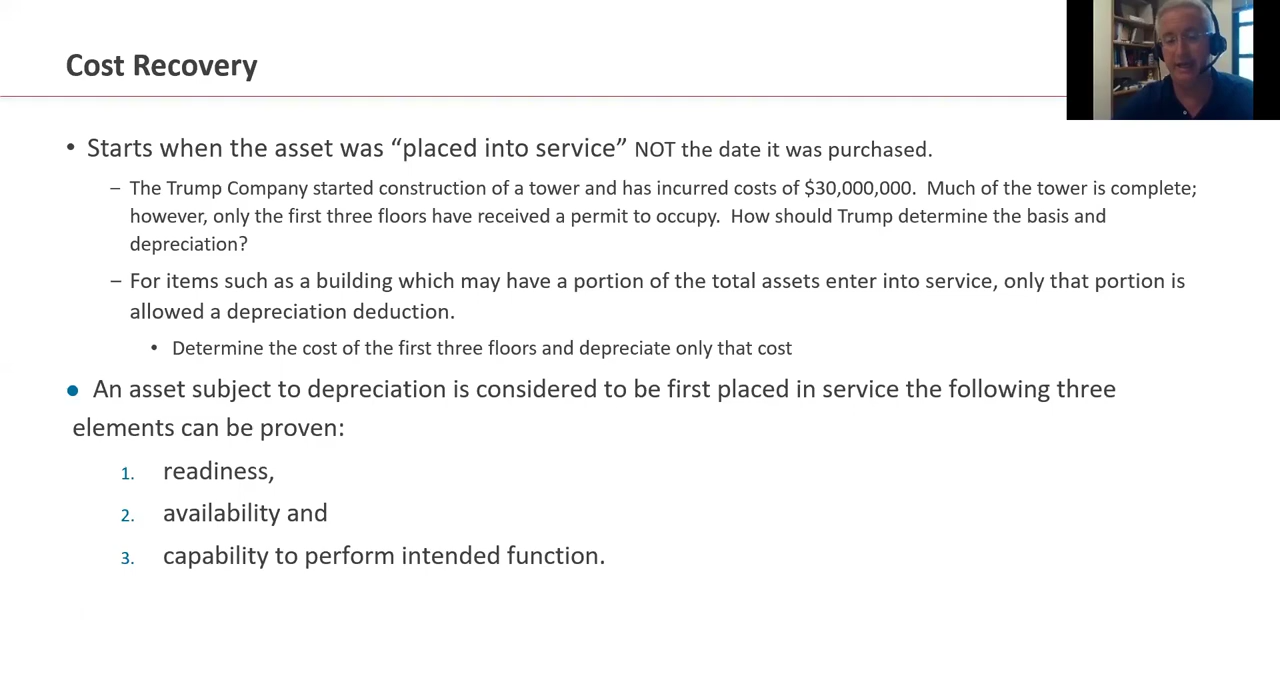 Cost Recovery
• Starts when the asset was “placed into service” NOT the date it was purchased.
– The Trump Company started construction of a tower and has incurred costs of $30,000,000. Much of the tower is complete;
however, only the first three floors have received a permit to occupy. How should Trump determine the basis and
depreciation?
– For items such as a building which may have a portion of the total assets enter into service, only that portion is
allowed a depreciation deduction.
• Determine the cost of the first three floors and depreciate only that cost
• An asset subject to depreciation is considered to be first placed in service the following three
elements can be proven:
1. readiness,
2. availability and
3. capability to perform intended function.